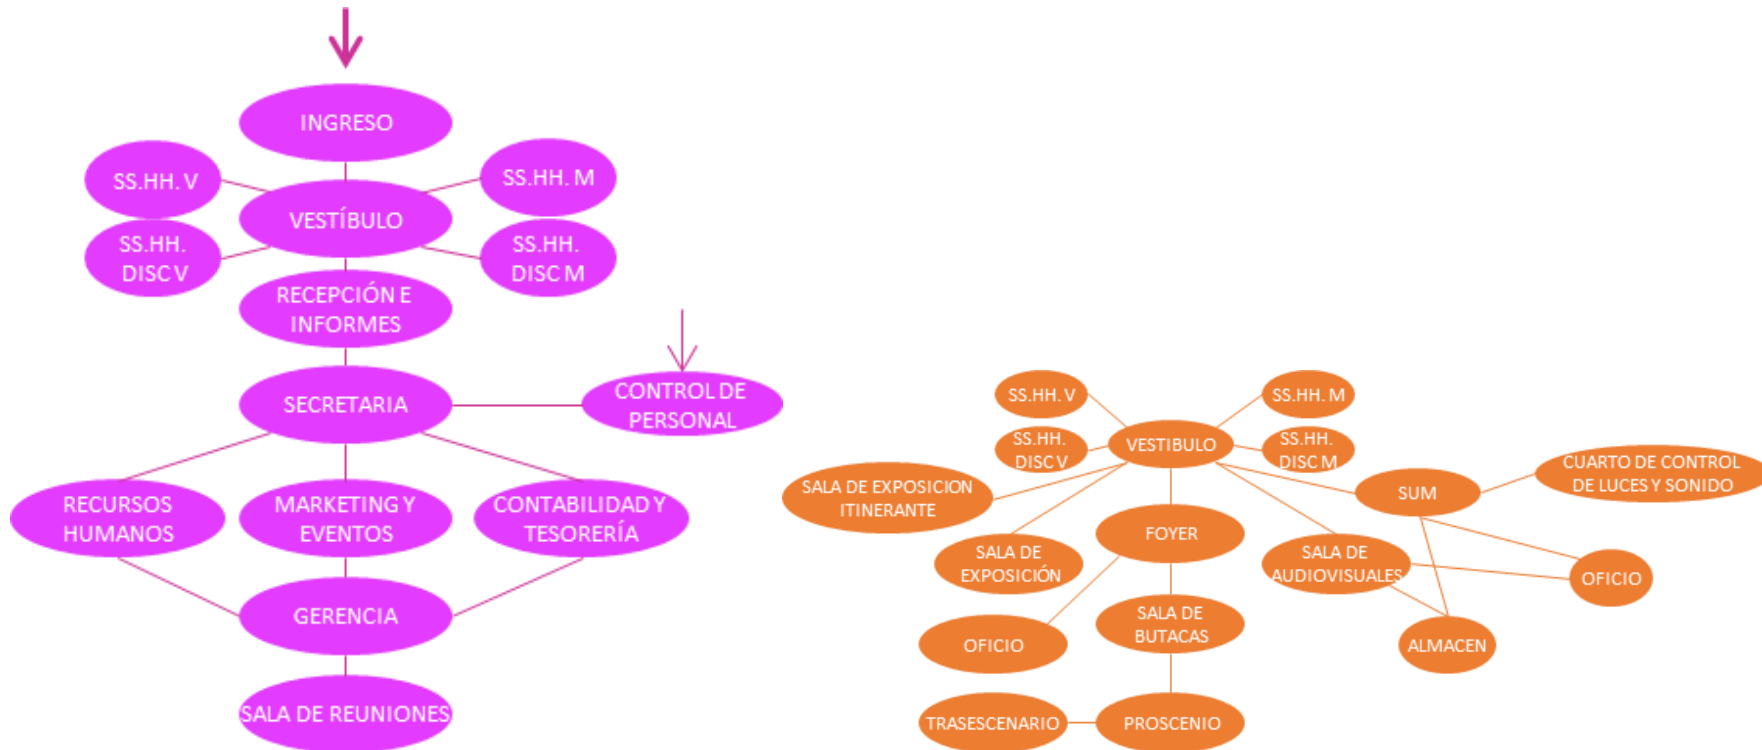 INGRESO
SS.HH. V
SS.HH. M
VESTÍBULO
SS.HH.
DISC V
SS.HH.
DISC M
RECEPCIÓN E
INFORMES
SECRETARIA
CONTROL DE
PERSONAL
RECURSOS
HUMANOS
MARKETING Y
EVENTOS
CONTABILIDAD Y
TESORERÍA
GERENCIA
SALA DE REUNIONES
SS.HH. V
SS.HH. M
VESTIBULO
SS.HH.
DISC V
SS.HH.
DISC M
SALA DE EXPOSICION
ITINERANTE
SUM
CUARTO DE CONTROL
DE LUCES Y SONIDO
SALA DE
EXPOSICIÓN
FOYER
SALA DE
AUDIOVISUALES
OFICIO
OFICIO
SALA DE
BUTACAS
ALMACEN
TRASESCENARIO
PROSCENIO